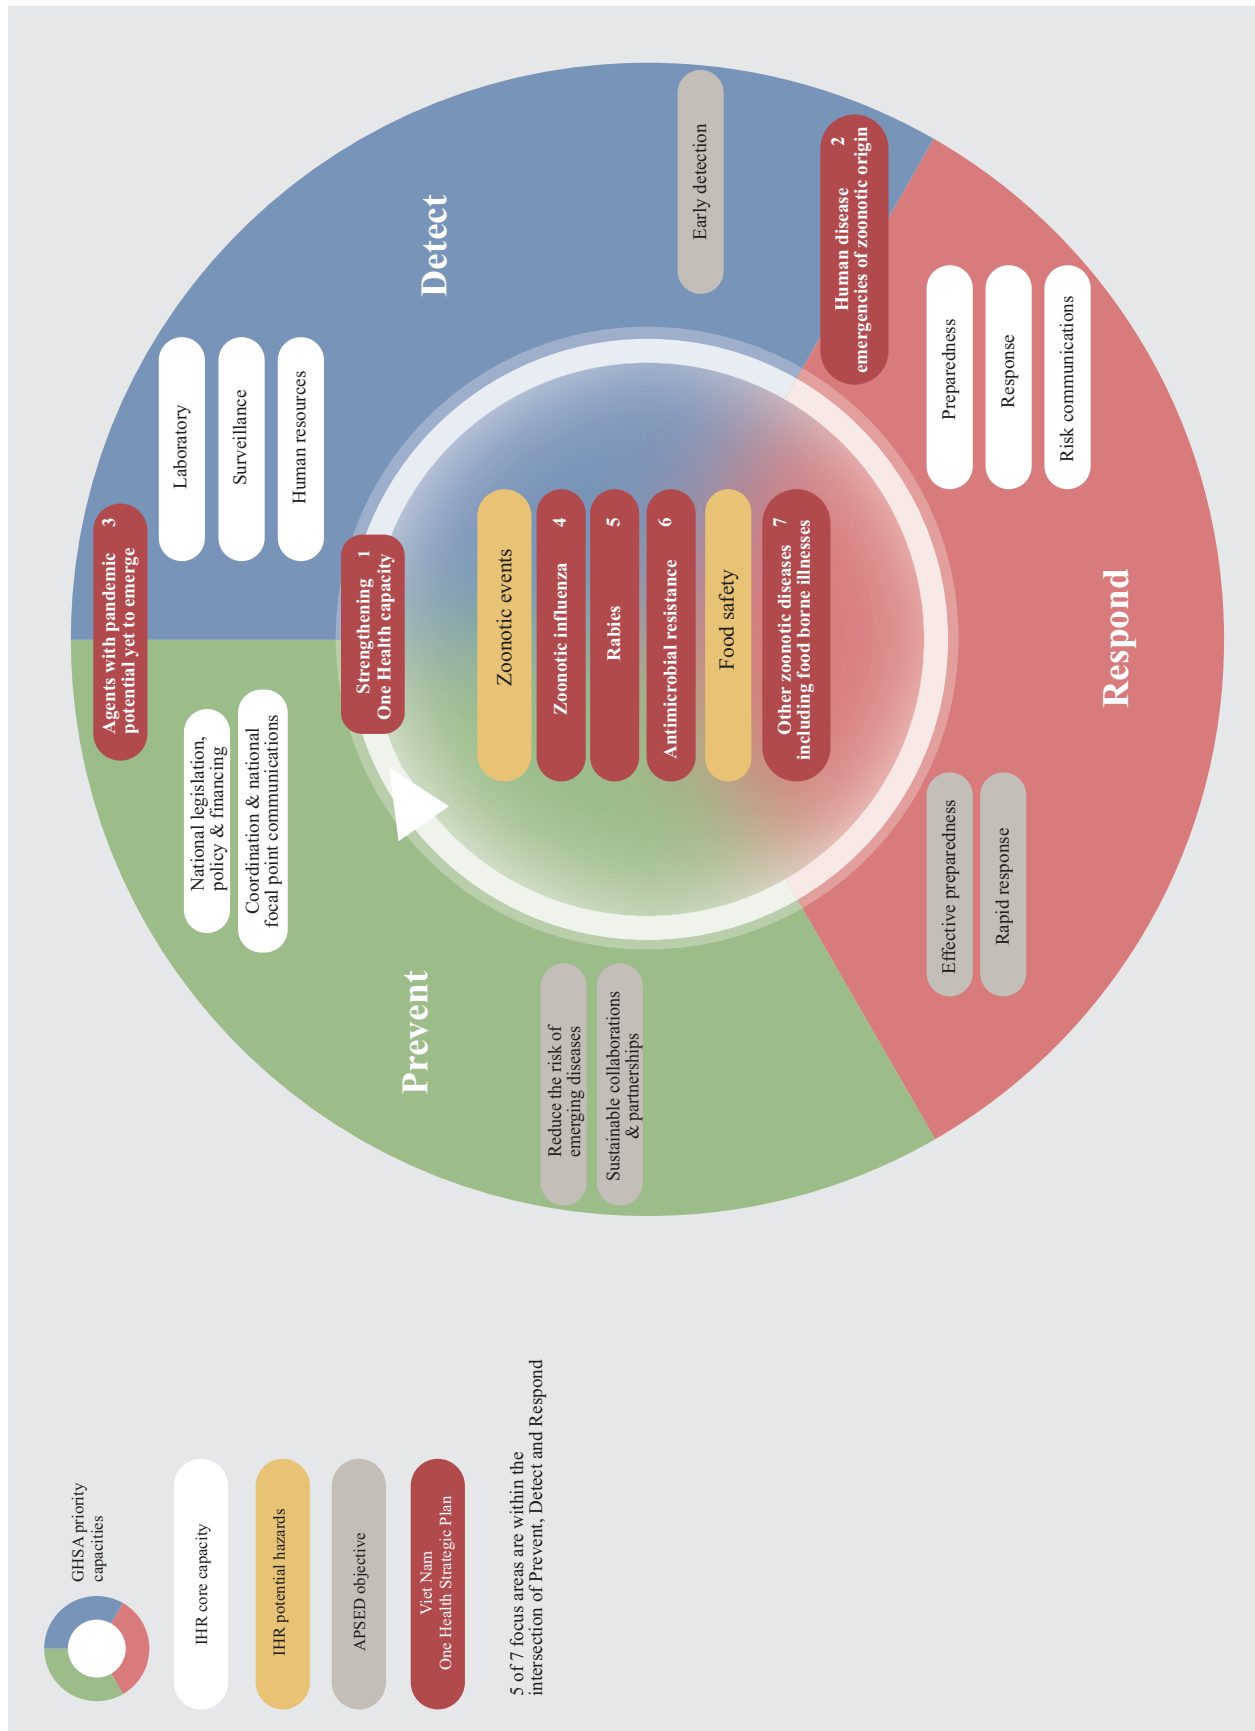 GHSA priority
capacities
IHR core capacity
IHR potential hazards
APSED objective
Viet Nam
One Health Strategic Plan
5 of 7 focus areas are within the
intersection of Prevent, Detect and Respond
Agents with pandemic 3
potential yet to emerge
Prevent
National legislation,
policy & financing
Coordination & national
focal point communications
Reduce the risk of
emerging diseases
Sustainable collaborations
& partnerships
Detect
Laboratory
Surveillance
Human resources
Early detection
Human disease 2
emergencies of zoonotic origin
Strengthening 1
One Health capacity
Zoonotic events
Zoonotic influenza 4
Rabies 5
Antimicrobial resistance 6
Food safety
Other zoonotic diseases 7
including food borne illnesses
Respond
Effective preparedness
Rapid response
Preparedness
Response
Risk communications